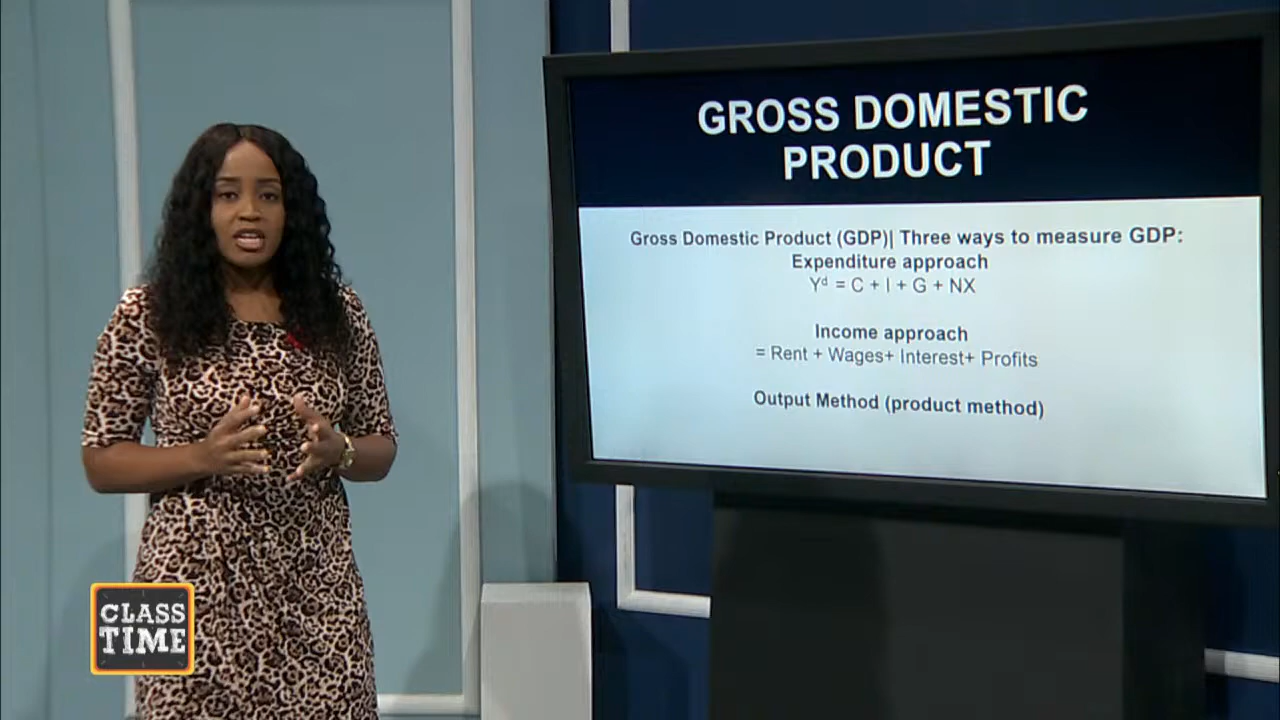 GROSS DOMESTIC
PRODUCT
Gross Domestic Product (GDP)| Three ways to measure GDP:
Expenditure approach
Yᵈ = C + I + G + NX
Income approach
= Rent + Wages+ Interest+ Profits
Output Method (product method)
CLASS
TIME